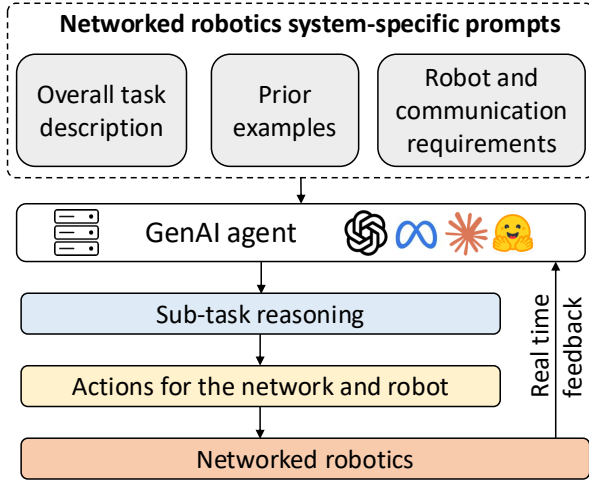 Networked robotics system-specific prompts
Overall task
description
Prior
examples
Robot and
communication
requirements
GenAI agent
Sub-task reasoning
Actions for the network and robot
Networked robotics
Real time
feedback